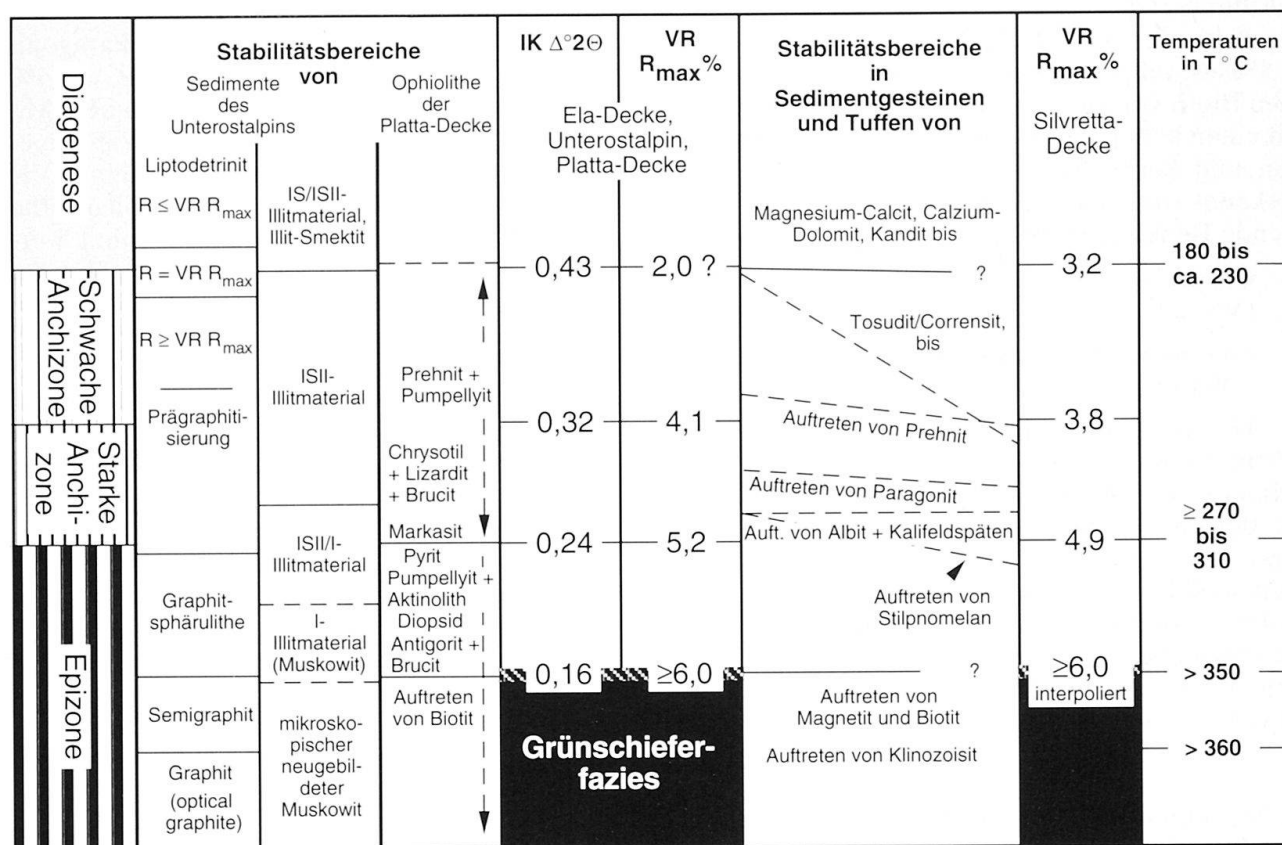 Diagenese
Schwache
Anchizone
Starke
Anchi-
zone
Epizone
Stabilitätsbereiche
von
Sedimente
des
Unterostalpins
Ophiolithe
der
Platta-Decke
Liptodetrinit
R ≤ VR Rmax
R = VR Rmax
R ≥ VR Rmax
Prägraphiti-
sierung
Graphit-
sphärulithe
Semigraphit
Graphit
(optical
graphite)
IS/ISII-
Illitmaterial,
Illit-Smektit
ISII-
Illitmaterial
ISII/I-
Illitmaterial
I-
Illitmaterial
(Muskowit)
mikrosko-
pischer
neugebil-
deter
Muskowit
Prehnit +
Pumpellyit
Chrysotil
+ Lizardit
+ Brucit
Markasit
Pyrit
Pumpellyit +
Aktinolith
Diopsid
Antigorit +
Brucit
Auftreten
von Biotit
IK Δ°2Θ
VR
Rmax%
Ela-Decke,
Unterostalpin,
Platta-Decke
0,43
2,0 ?
0,32
4,1
0,24
5,2
0,16
≥6,0
Grünschiefer-
fazies
Stabilitätsbereiche
in
Sedimentgesteinen
und Tuffen von
Magnesium-Calcit, Calzium-
Dolomit, Kandit bis
?
Tosudit/Corrensit,
bis
Auftreten von Prehnit
Auftreten von Paragonit
Auft. von Albit + Kalifeldspäten
Auftreten von
Stilpnomelan
?
Auftreten von
Magnetit und Biotit
Auftreten von Klinozoisit
VR
Rmax%
Silvretta-
Decke
3,2
3,8
4,9
≥6,0
interpoliert
Temperaturen
in T ° C
180 bis
ca. 230
≥ 270
bis
310
> 350
> 360